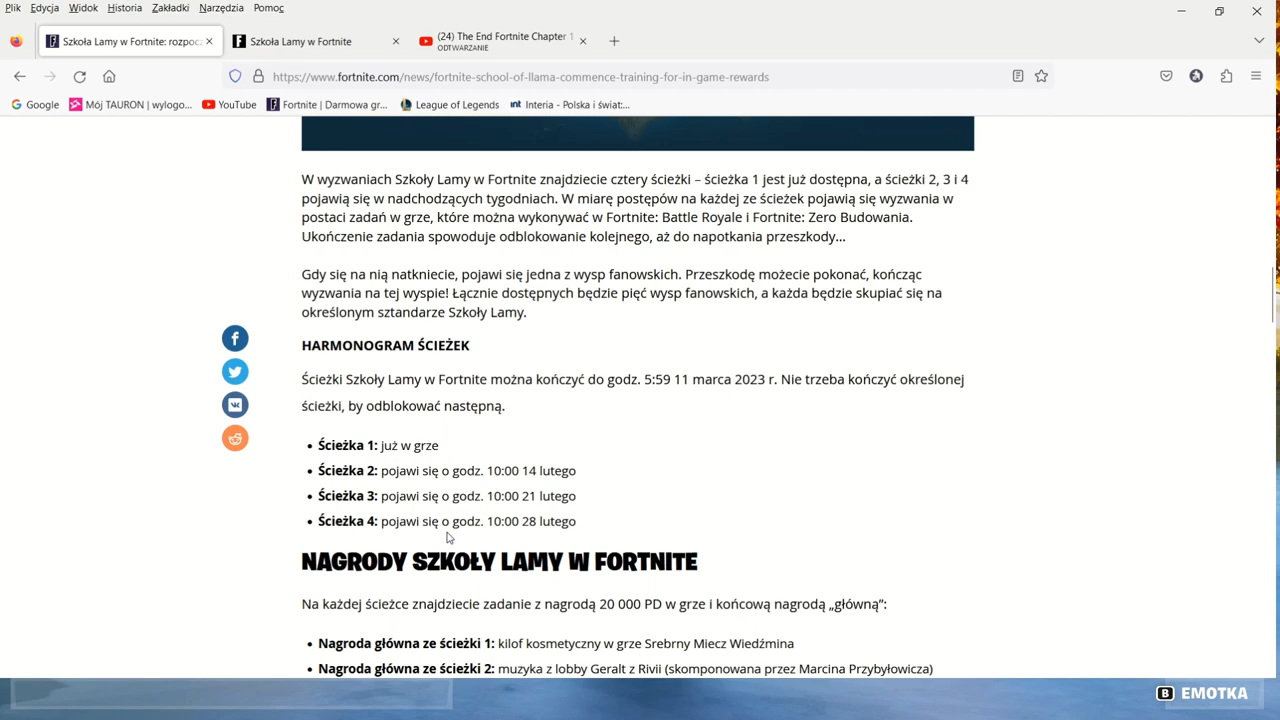 Plik Edycja Widok Historia Zakładki Narzędzia Pomoc
Szkoła Lamy w Fortnite: rozpocz
Szkoła Lamy w Fortnite
(24) The End Fortnite Chapter 1
ODTWARZANIE
https://www.fortnite.com/news/fortnite-school-of-llama-commence-training-for-in-game-rewards
Google Mój TAURON | wylogo... YouTube Fortnite | Darmowa gr... League of Legends Interia - Polska i świat:...
W wyzwaniach Szkoły Lamy w Fortnite znajdziecie cztery ścieżki – ścieżka 1 jest już dostępna, a ścieżki 2, 3 i 4
pojawią się w nadchodzących tygodniach. W miarę postępów na każdej ze ścieżek pojawią się wyzwania w
postaci zadań w grze, które można wykonywać w Fortnite: Battle Royale i Fortnite: Zero Budowania.
Ukończenie zadania spowoduje odblokowanie kolejnego, aż do napotkania przeszkody...
Gdy się na nią natkniecie, pojawi się jedna z wysp fanowskich. Przeszkodę możecie pokonać, kończąc
wyzwania na tej wyspie! Łącznie dostępnych będzie pięć wysp fanowskich, a każda będzie skupiać się na
określonym sztandarze Szkoły Lamy.
HARMONOGRAM ŚCIEŻEK
Ścieżki Szkoły Lamy w Fortnite można kończyć do godz. 5:59 11 marca 2023 r. Nie trzeba kończyć określonej
ścieżki, by odblokować następną.
• Ścieżka 1: już w grze
• Ścieżka 2: pojawi się o godz. 10:00 14 lutego
• Ścieżka 3: pojawi się o godz. 10:00 21 lutego
• Ścieżka 4: pojawi się o godz. 10:00 28 lutego
NAGRODY SZKOŁY LAMY W FORTNITE
Na każdej ścieżce znajdziecie zadanie z nagrodą 20 000 PD w grze i końcową nagrodą „główną”:
• Nagroda główna ze ścieżki 1: kilof kosmetyczny w grze Srebrny Miecz Wiedźmina
• Nagroda główna ze ścieżki 2: muzyka z lobby Geralt z Rivii (skomponowana przez Marcina Przybyłowicza)
B EMOTKA